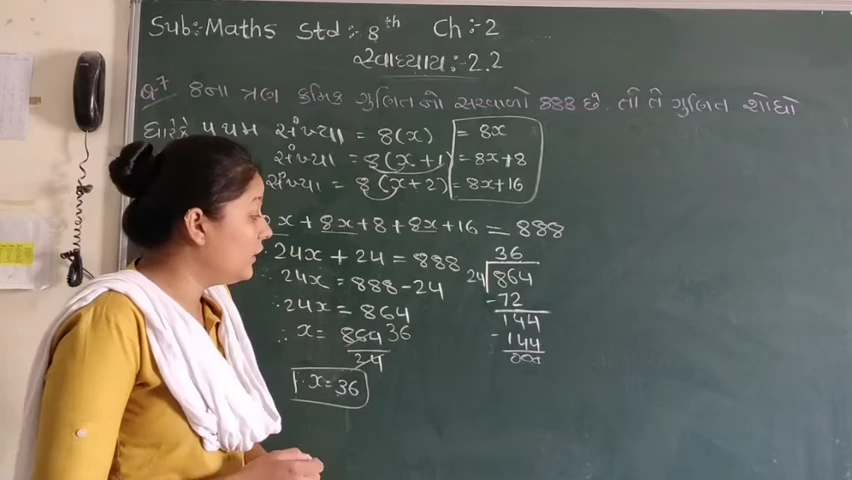 Sub:- Maths Std :- 8th Ch :- 2
સ્વાધ્યાય :- 2.2
Q-7 8ના ત્રણ ક્રમિક ગુણિતનો સરવાળો 888 છે. તો તે ગુણિત શોધો
ધારોકે પ્રથમ સંખ્યા = 8(x) = 8x
સંખ્યા = 8(x+1) = 8x+8
સંખ્યા = 8(x+2) = 8x+16
x + 8x + 8 + 8x + 16 = 888
24x + 24 = 888
∴ 24x = 888 - 24
∴ 24x = 864
∴ x = 864 36
24
∴ x = 36
36
24 864
- 72
144
- 144
000